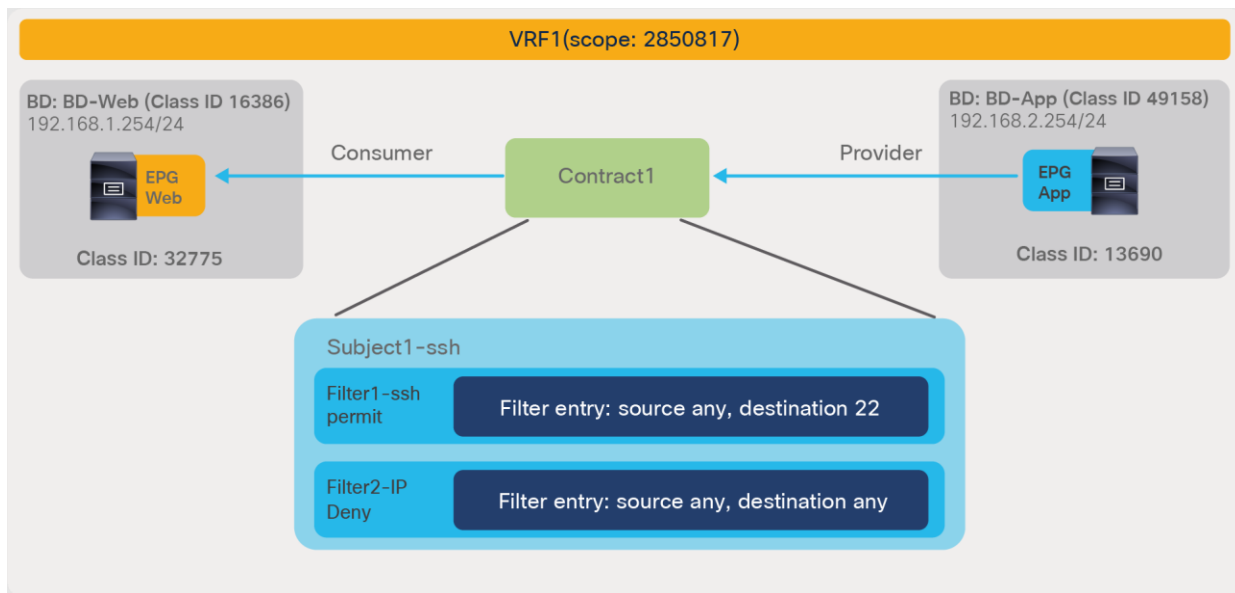 VRF1(scope: 2850817)
BD: BD-Web (Class ID 16386)
192.168.1.254/24
EPG
Web
Class ID: 32775
Consumer
Contract1
Provider
BD: BD-App (Class ID 49158)
192.168.2.254/24
EPG
App
Class ID: 13690
Subject1-ssh
Filter1-ssh
permit
Filter entry: source any, destination 22
Filter2-IP
Deny
Filter entry: source any, destination any